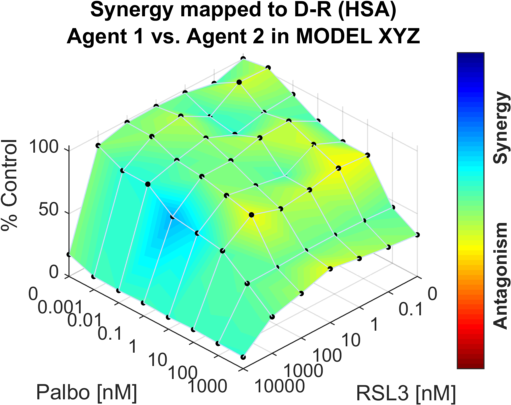 Synergy mapped to D-R (HSA)
Agent 1 vs. Agent 2 in MODEL XYZ
% Control
100
50
0
0
0.001
0.01
0.1
1
10
100
1000
Palbo [nM]
10000
1000
100
10
1
0.1
0
RSL3 [nM]
Synergy
Antagonism